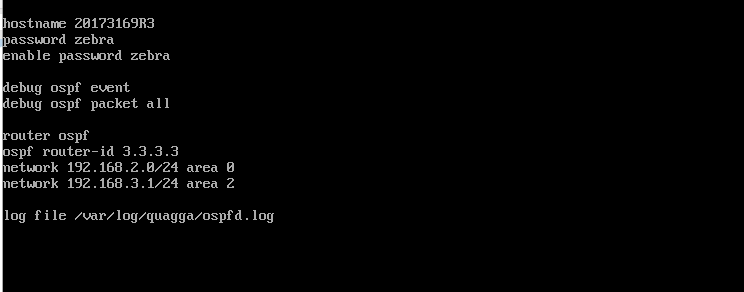 hostname 20173169R3
password zebra
enable password zebra
debug ospf event
debug ospf packet all
router ospf
ospf router-id 3.3.3.3
network 192.168.2.0/24 area 0
network 192.168.3.1/24 area 2
log file /var/log/quagga/ospfd.log